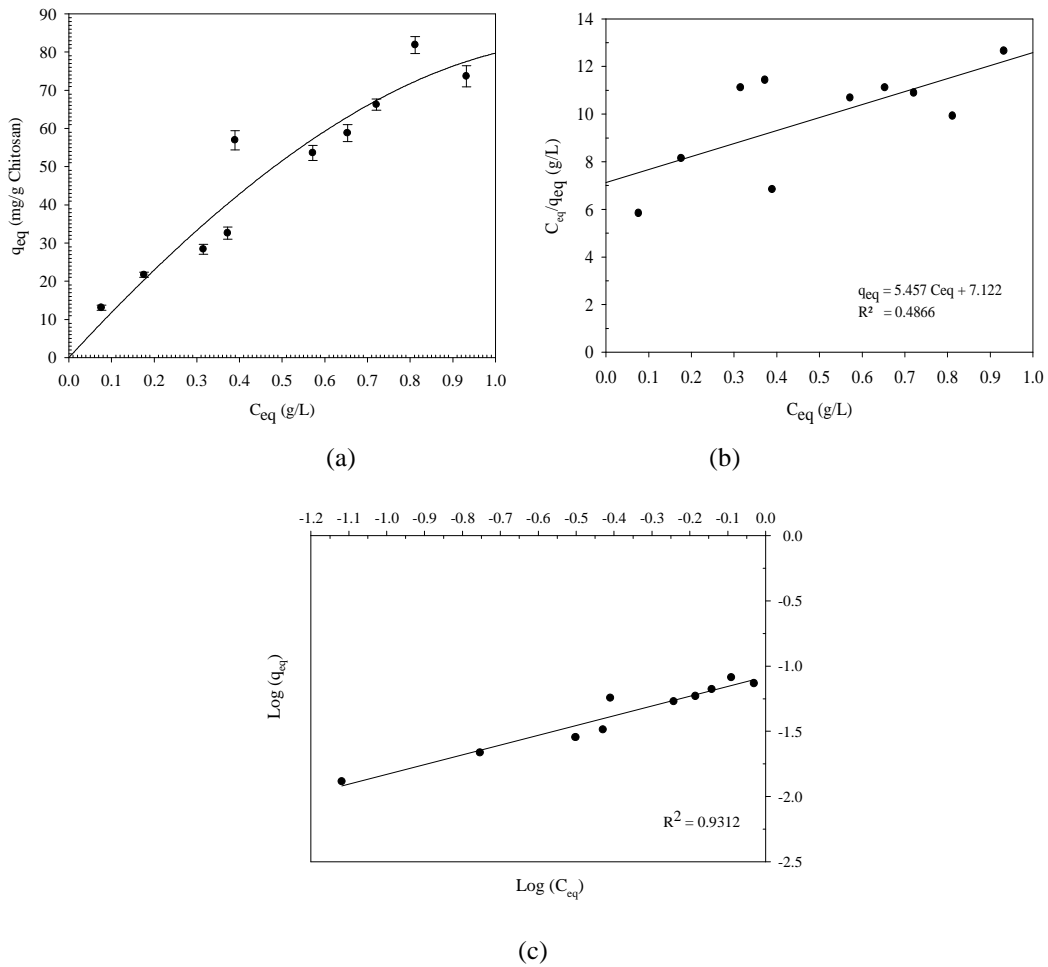 90
80
70
60
50
40
30
20
10
0
q_eq (mg/g Chitosan)
0.0 0.1 0.2 0.3 0.4 0.5 0.6 0.7 0.8 0.9 1.0
C_eq (g/L)
(a)
14
12
10
8
6
4
2
0
C_eq/q_eq (g/L)
q_eq = 5.457 Ceq + 7.122
R² = 0.4866
0.0 0.1 0.2 0.3 0.4 0.5 0.6 0.7 0.8 0.9 1.0
C_eq (g/L)
(b)
-1.2 -1.1 -1.0 -0.9 -0.8 -0.7 -0.6 -0.5 -0.4 -0.3 -0.2 -0.1 0.0
0.0
-0.5
-1.0
-1.5
-2.0
-2.5
Log (q_eq)
R² = 0.9312
Log (C_eq)
(c)